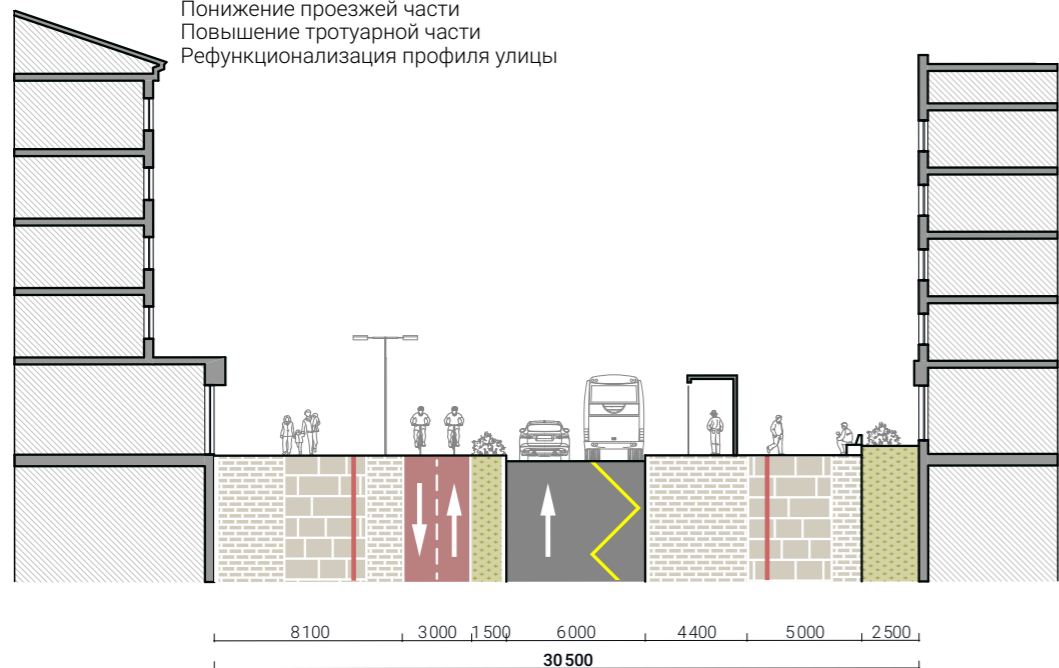 Понижение проезжей части
Повышение тротуарной части
Рефункционализация профиля улицы
8100 3000 1500 6000 4400 5000 2500
30500